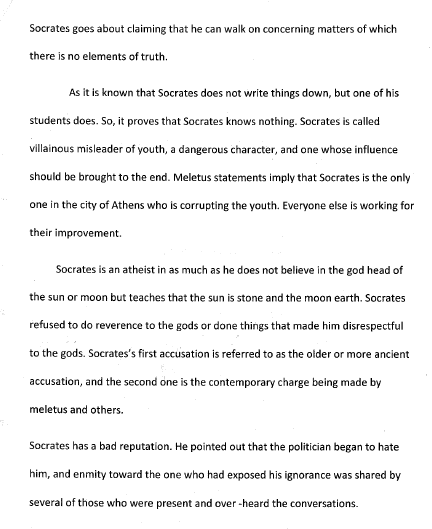 Socrates goes about claiming that he can walk on concerning matters of which
there is no elements of truth.
As it is known that Socrates does not write things down, but one of his
students does. So, it proves that Socrates knows nothing. Socrates is called
villainous misleader of youth, a dangerous character, and one whose influence
should be brought to the end. Meletus statements imply that Socrates is the only
one in the city of Athens who is corrupting the youth. Everyone else is working for
their improvement.
Socrates is an atheist in as much as he does not believe in the god head of
the sun or moon but teaches that the sun is stone and the moon earth. Socrates
refused to do reverence to the gods or done things that made him disrespectful
to the gods. Socrates's first accusation is referred to as the older or more ancient
accusation, and the second one is the contemporary charge being made by
meletus and others.
Socrates has a bad reputation. He pointed out that the politician began to hate
him, and enmity toward the one who had exposed his ignorance was shared by
several of those who were present and over -heard the conversations.